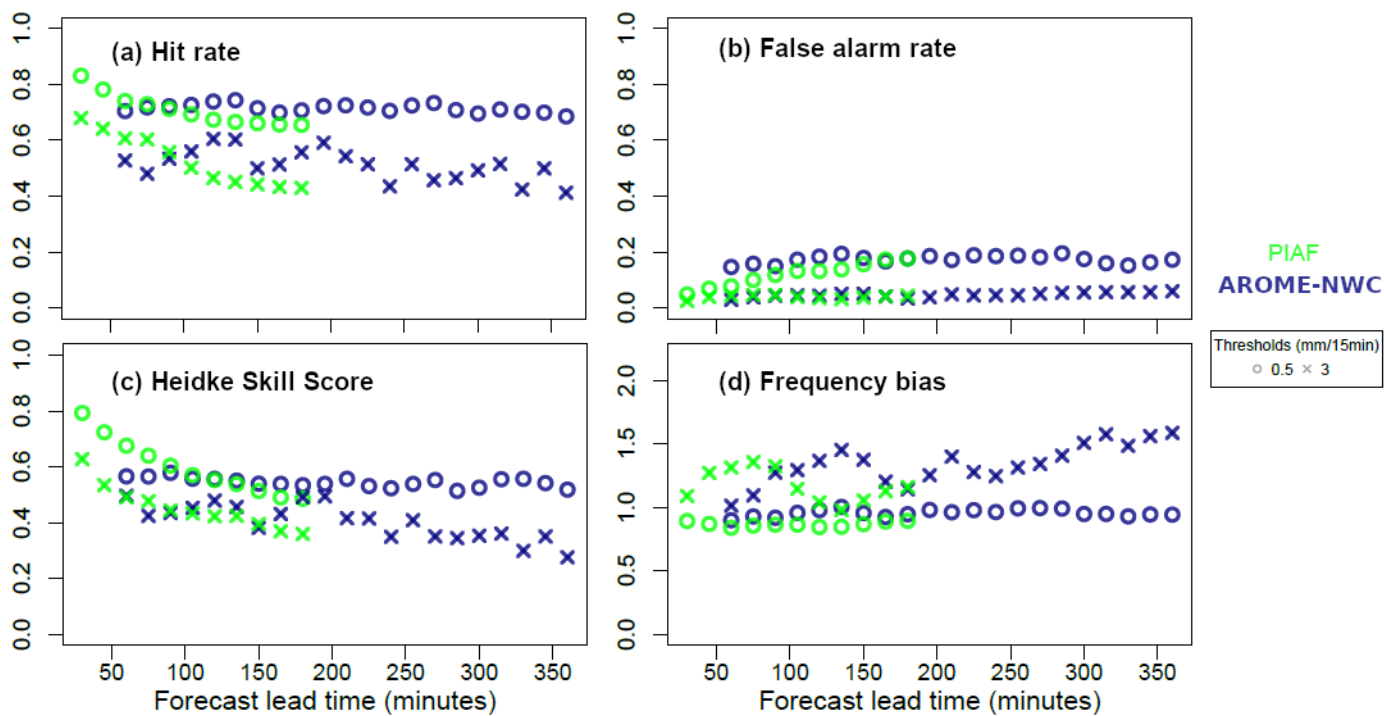 (a) Hit rate
0.0 0.2 0.4 0.6 0.8 1.0
(b) False alarm rate
0.0 0.2 0.4 0.6 0.8 1.0
(c) Heidke Skill Score
0.0 0.2 0.4 0.6 0.8 1.0
50 100 150 200 250 300 350
Forecast lead time (minutes)
(d) Frequency bias
0.0 0.5 1.0 1.5 2.0
50 100 150 200 250 300 350
Forecast lead time (minutes)
PIAF
AROME-NWC
Thresholds (mm/15min)
0.5 3